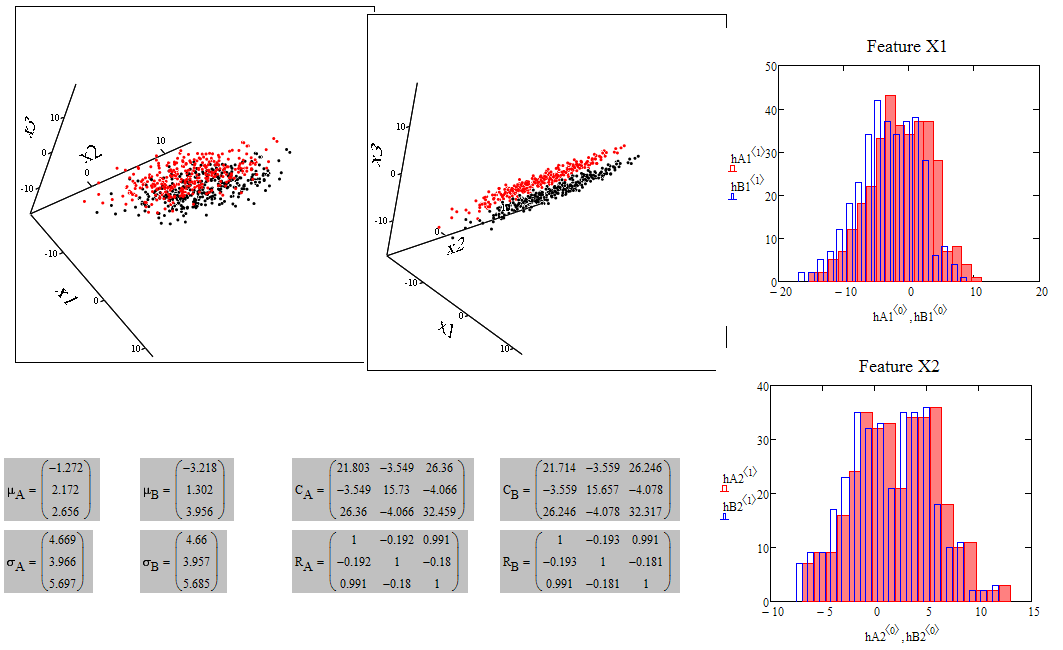 x3
10
0
-10
x2
0
10
-10
0
10
x1
x3
10
0
-10
0
x2
-10
0
10
x1
Feature X1
50
40
30
20
10
0
hA1⟨1⟩
hB1⟨1⟩
−20 −10 0 10 20
hA1⟨0⟩, hB1⟨0⟩
Feature X2
40
30
20
10
0
hA2⟨1⟩
hB2⟨1⟩
−10 −5 0 5 10 15
hA2⟨0⟩, hB2⟨0⟩
μA =
−1.272
2.172
2.656
μB =
−3.218
1.302
3.956
CA =
21.803 −3.549 26.36
−3.549 15.73 −4.066
26.36 −4.066 32.459
CB =
21.714 −3.559 26.246
−3.559 15.657 −4.078
26.246 −4.078 32.317
σA =
4.669
3.966
5.697
σB =
4.66
3.957
5.685
RA =
1 −0.192 0.991
−0.192 1 −0.18
0.991 −0.18 1
RB =
1 −0.193 0.991
−0.193 1 −0.181
0.991 −0.181 1